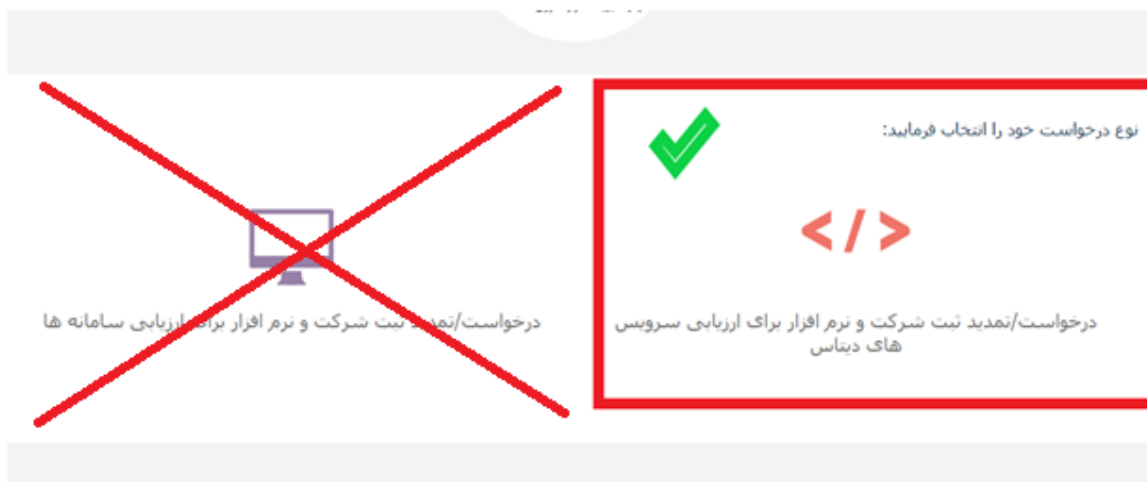 نوع درخواست خود را انتخاب فرمایید:
</>
درخواست/تمدید ثبت شرکت و نرم افزار برای ارزیابی سرویس
های دیتاس
درخواست/تمدید ثبت شرکت و نرم افزار برای ارزیابی سامانه ها